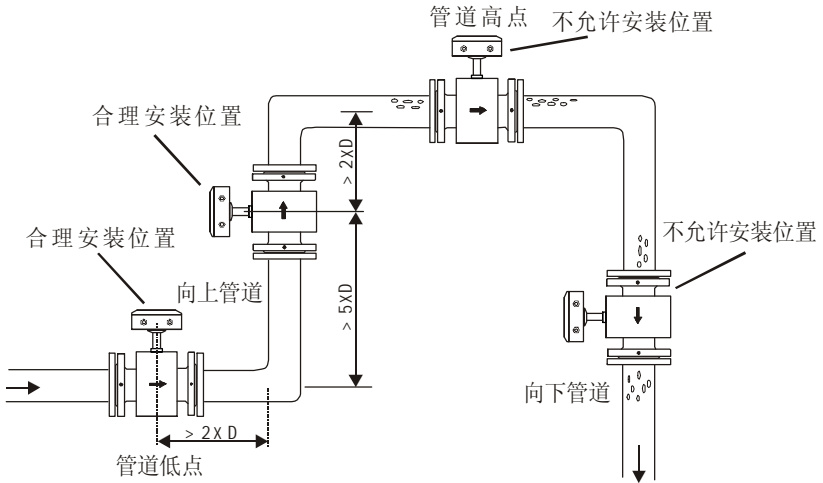 管道高点
不允许安装位置
合理安装位置
> 2XD
合理安装位置
不允许安装位置
向上管道
> 5XD
向下管道
> 2XD
管道低点